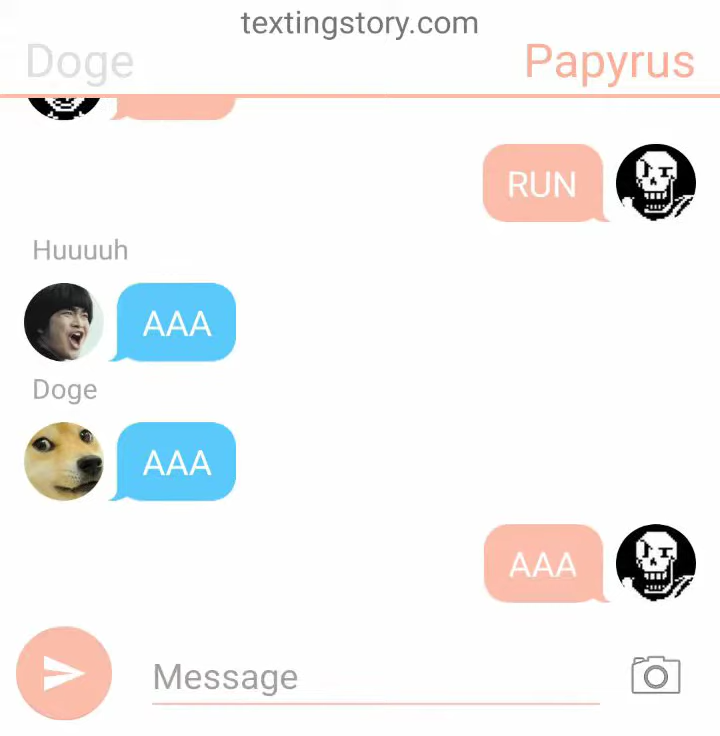 textingstory.com
Doge
Papyrus
RUN
Huuuuh
AAA
Doge
AAA
AAA
Message